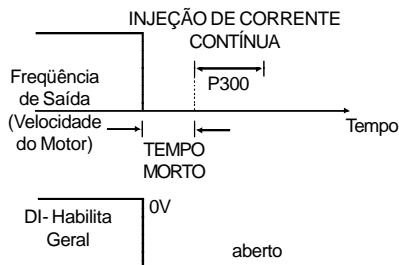 INJEÇÃO DE CORRENTE
CONTÍNUA
P300
Freqüência
de Saída
(Velocidade
do Motor)
Tempo
TEMPO
MORTO
0V
DI- Habilita
Geral
aberto